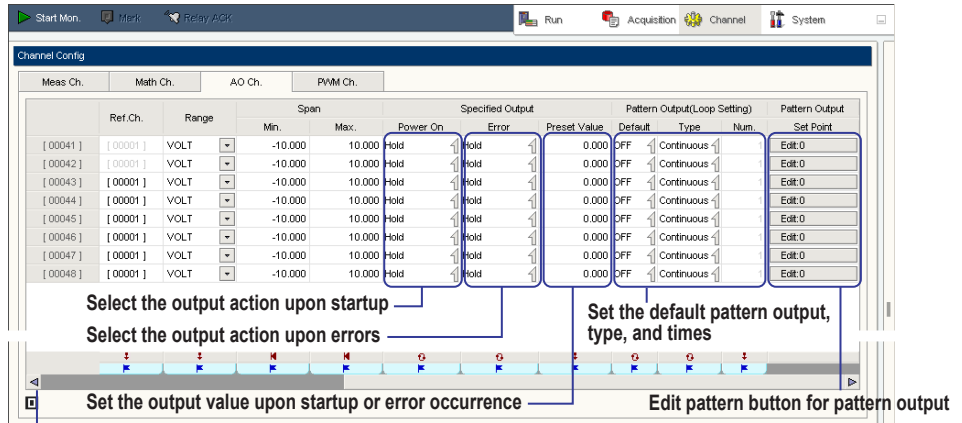 Start Mon. Mark Relay ACK Run Acquisition Channel System
Channel Config
Meas Ch. Math Ch. AO Ch. PWM Ch.
Ref.Ch. Range Span Specified Output Pattern Output(Loop Setting) Pattern Output
Min. Max. Power On Error Preset Value Default Type Num. Set Point
[ 00041 ] [ 00001 ] VOLT -10.000 10.000 Hold Hold 0.000 OFF Continuous 1 Edit:0
[ 00042 ] [ 00001 ] VOLT -10.000 10.000 Hold Hold 0.000 OFF Continuous 1 Edit:0
[ 00043 ] [ 00001 ] VOLT -10.000 10.000 Hold Hold 0.000 OFF Continuous 1 Edit:0
[ 00044 ] [ 00001 ] VOLT -10.000 10.000 Hold Hold 0.000 OFF Continuous 1 Edit:0
[ 00045 ] [ 00001 ] VOLT -10.000 10.000 Hold Hold 0.000 OFF Continuous 1 Edit:0
[ 00046 ] [ 00001 ] VOLT -10.000 10.000 Hold Hold 0.000 OFF Continuous 1 Edit:0
[ 00047 ] [ 00001 ] VOLT -10.000 10.000 Hold Hold 0.000 OFF Continuous 1 Edit:0
[ 00048 ] [ 00001 ] VOLT -10.000 10.000 Hold Hold 0.000 OFF Continuous 1 Edit:0
Select the output action upon startup
Select the output action upon errors
Set the default pattern output,
type, and times
Set the output value upon startup or error occurrence
Edit pattern button for pattern output